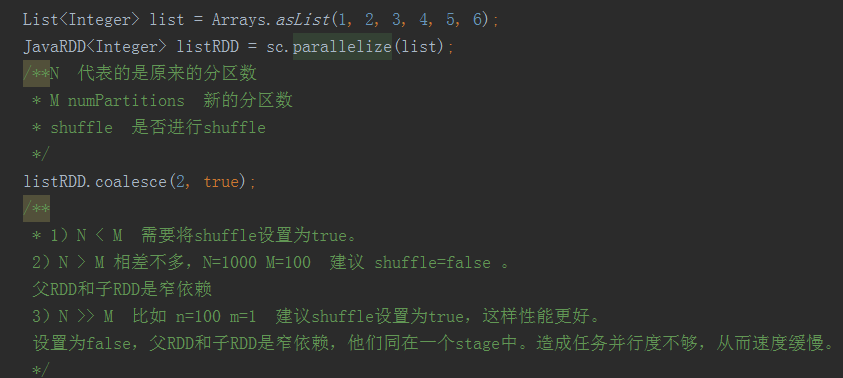 List<Integer> list = Arrays.asList(1, 2, 3, 4, 5, 6);
JavaRDD<Integer> listRDD = sc.parallelize(list);
/**N  代表的是原来的分区数
* M numPartitions  新的分区数
* shuffle  是否进行shuffle
*/
listRDD.coalesce(2, true);
/**
* 1）N < M  需要将shuffle设置为true。
2）N > M 相差不多，N=1000 M=100  建议 shuffle=false 。
父RDD和子RDD是窄依赖
3）N >> M  比如 n=100 m=1  建议shuffle设置为true，这样性能更好。
设置为false，父RDD和子RDD是窄依赖，他们同在一个stage中。造成任务并行度不够，从而速度缓慢。
*/